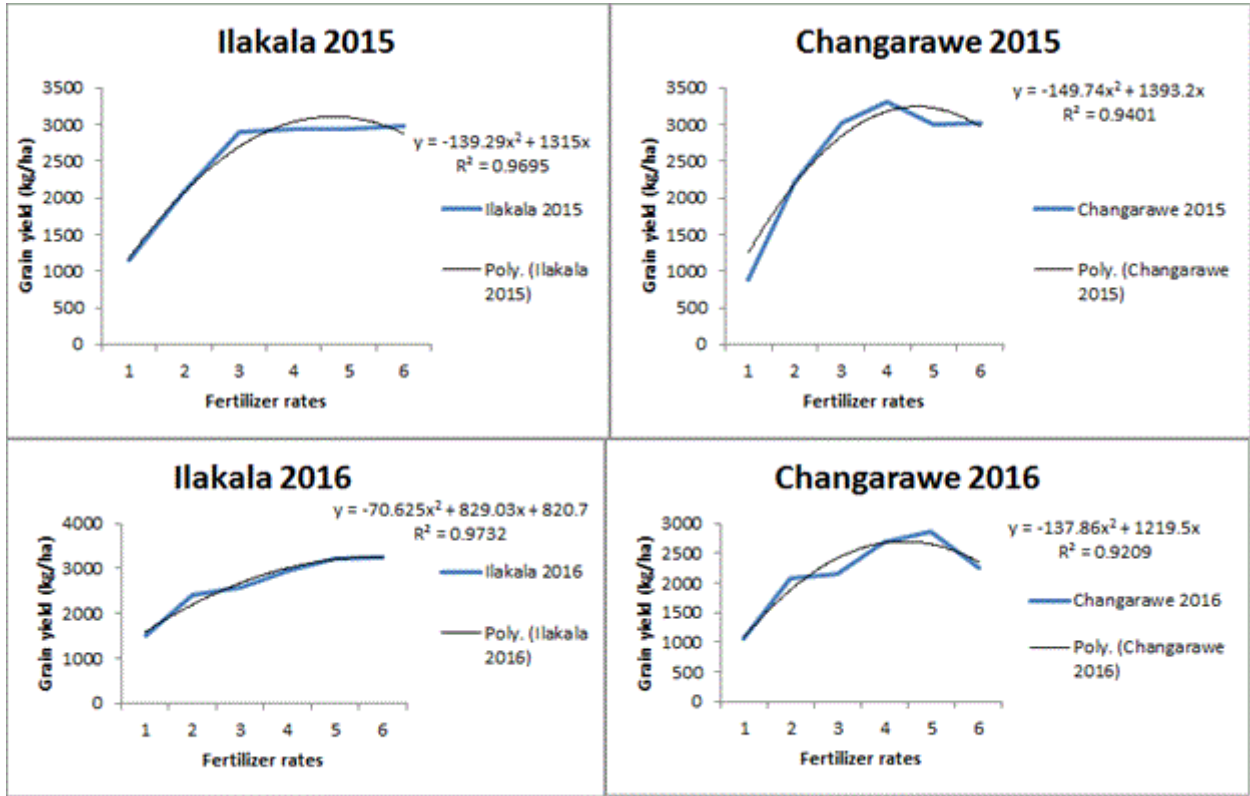 Ilakala 2015
3500
3000
2500
2000
1500
1000
500
0
Grain yield (kg/ha)
1 2 3 4 5 6
Fertilizer rates
y = -139.29x² + 1315x
R² = 0.9695
Ilakala 2015
Poly. (Ilakala
2015)
Changarawe 2015
3500
3000
2500
2000
1500
1000
500
0
Grain yield (kg/ha)
1 2 3 4 5 6
Fertilizer rates
y = -149.74x² + 1393.2x
R² = 0.9401
Changarawe 2015
Poly. (Changarawe
2015)
Ilakala 2016
y = -70.625x² + 829.03x + 820.7
R² = 0.9732
4000
3000
2000
1000
0
Grain yield (kg/ha)
1 2 3 4 5 6
Fertilizer rates
Ilakala 2016
Poly. (Ilakala
2016)
Changarawe 2016
3000
2500
2000
1500
1000
500
0
Grain yield (kg/ha)
1 2 3 4 5 6
Fertilizer rates
y = -137.86x² + 1219.5x
R² = 0.9209
Changarawe 2016
Poly. (Changarawe
2016)